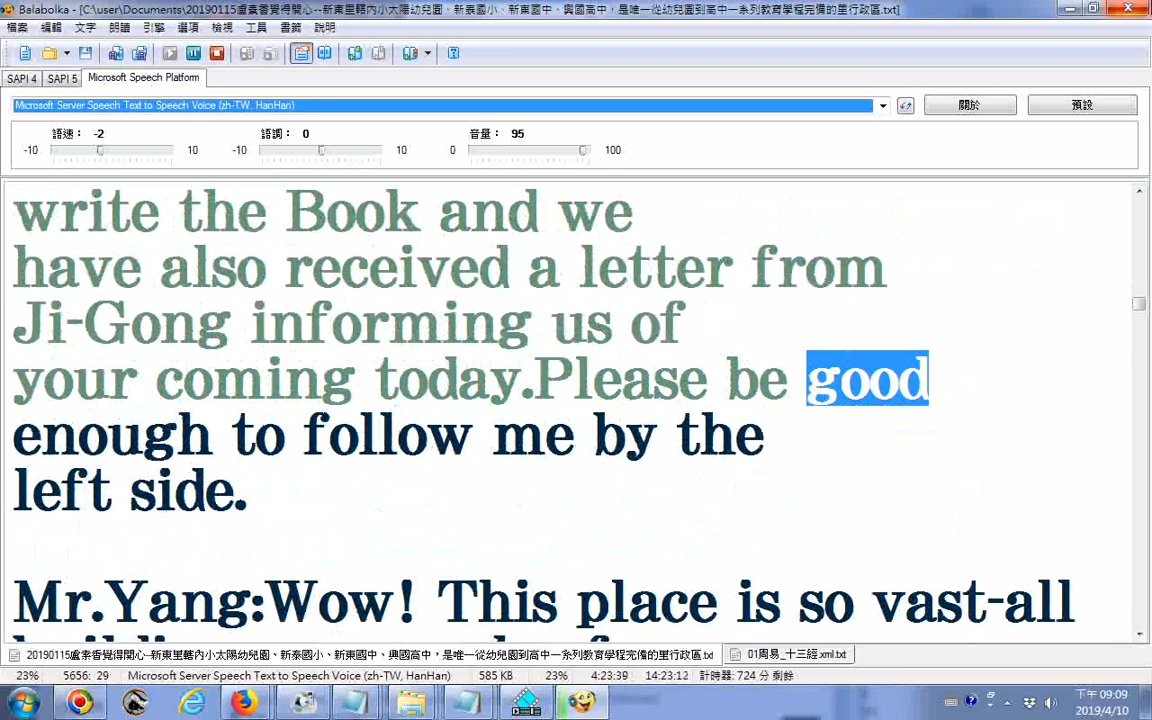 Balabolka - [C:\user\Documents\20190115盧素香覺得開心--新東里轄內小太陽幼兒園、新泰國小、新東國中、興國高中，是唯一從幼兒園到高中一系列教育學程完備的里行政區.txt]
檔案 編輯 文字 朗讀 引擎 選項 檢視 工具 書籤 說明
SAPI 4 SAPI 5 Microsoft Speech Platform
Microsoft Server Speech Text to Speech Voice (zh-TW, HanHan) 關於 預設
語速： -2 語調： 0 音量： 95
-10 10 -10 10 0 100
write the Book and we
have also received a letter from
Ji-Gong informing us of
your coming today.Please be good
enough to follow me by the
left side.
Mr.Yang:Wow! This place is so vast-all
20190115盧素香覺得開心--新東里轄內小太陽幼兒園、新泰國小、新東國中、興國高中，是唯一從幼兒園到高中一系列教育學程完備的里行政區.txt 01周易_十三經.xml.txt
23% 5656: 29 Microsoft Server Speech Text to Speech Voice (zh-TW, HanHan) 585 KB 23% 4:23:39 14:23:12 計時器: 724 分 剩餘
下午 09:09
2019/4/10